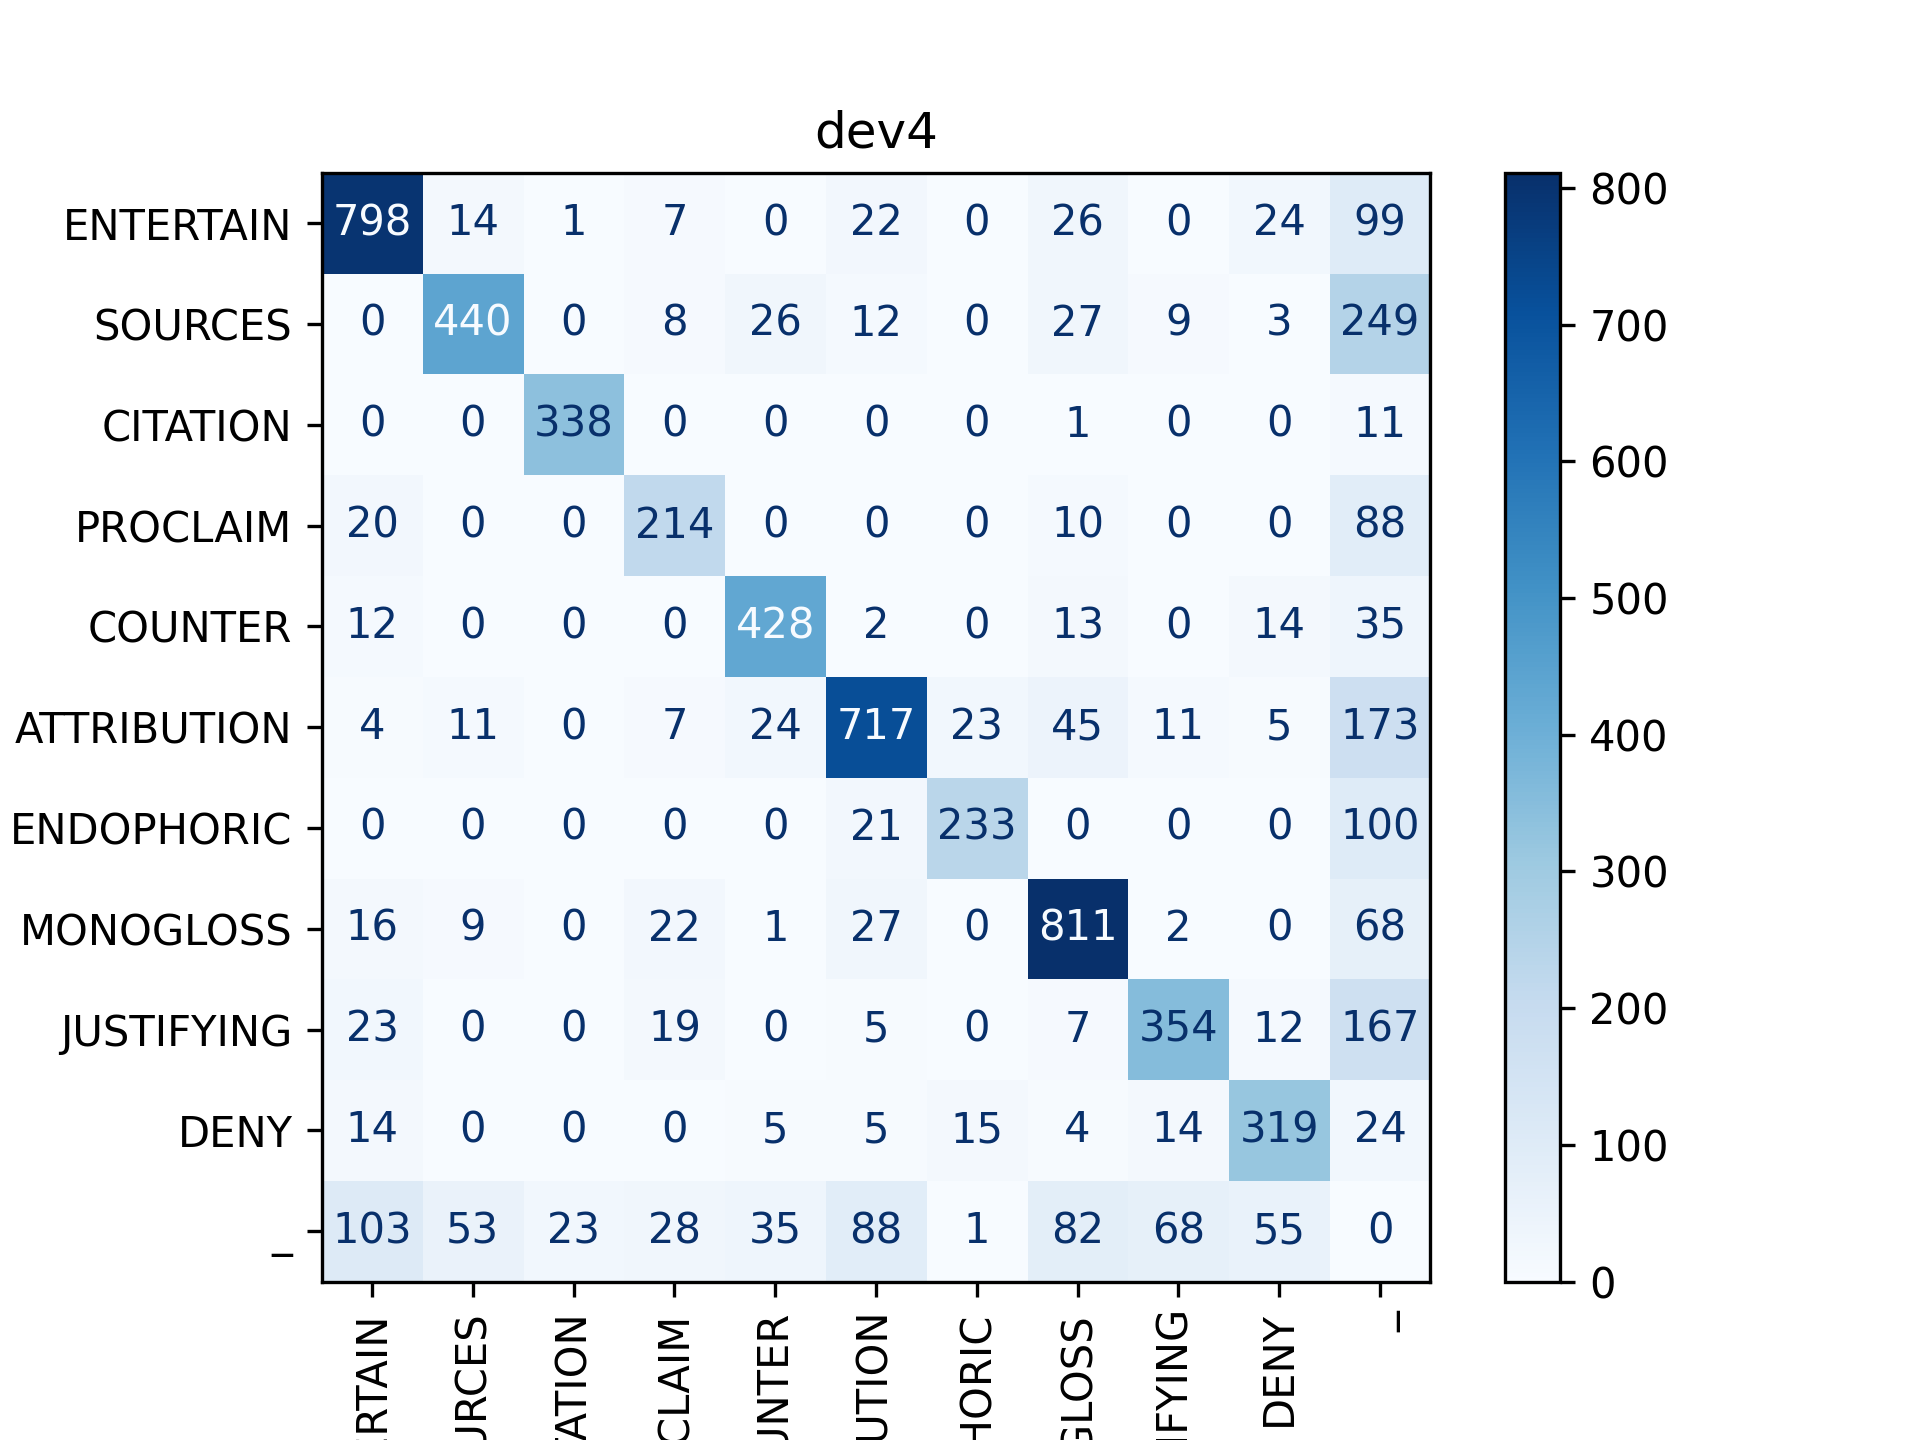 dev4
ENTERTAIN 798 14 1 7 0 22 0 26 0 24 99
SOURCES 0 440 0 8 26 12 0 27 9 3 249
CITATION 0 0 338 0 0 0 0 1 0 0 11
PROCLAIM 20 0 0 214 0 0 0 10 0 0 88
COUNTER 12 0 0 0 428 2 0 13 0 14 35
ATTRIBUTION 4 11 0 7 24 717 23 45 11 5 173
ENDOPHORIC 0 0 0 0 0 21 233 0 0 0 100
MONOGLOSS 16 9 0 22 1 27 0 811 2 0 68
JUSTIFYING 23 0 0 19 0 5 0 7 354 12 167
DENY 14 0 0 0 5 5 15 4 14 319 24
_ 103 53 23 28 35 88 1 82 68 55 0
ERTAIN
URCES
TATION
CLAIM
UNTER
UTION
HORIC
GLOSS
IFYING
DENY
_
800
700
600
500
400
300
200
100
0